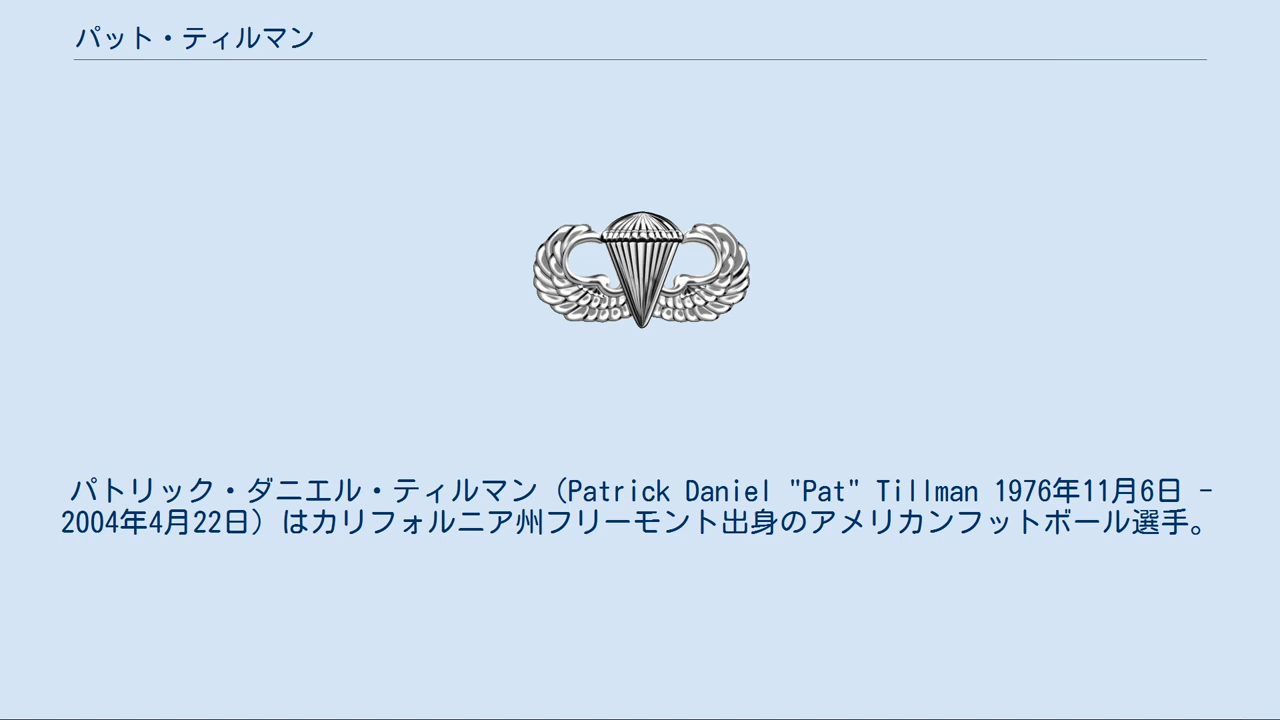 パット・ティルマン
パトリック・ダニエル・ティルマン（Patrick Daniel "Pat" Tillman 1976年11月6日 -
2004年4月22日）はカリフォルニア州フリーモント出身のアメリカンフットボール選手。